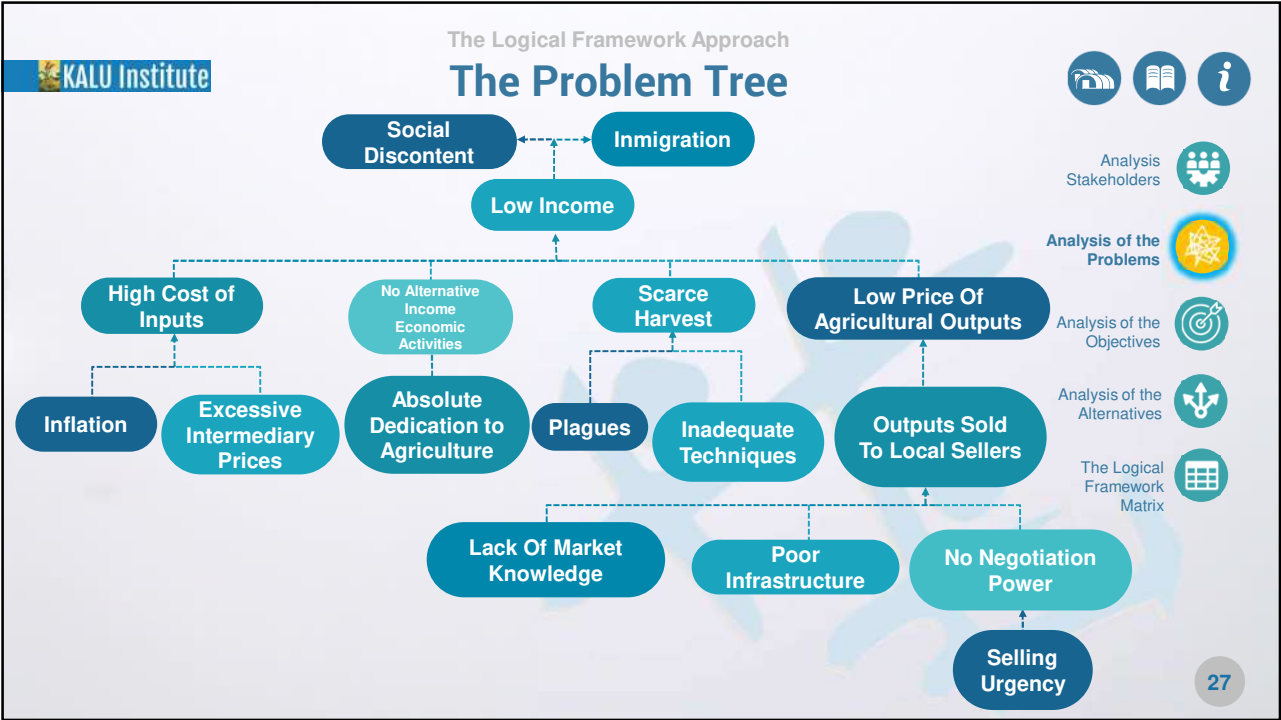 The Logical Framework Approach
KALU Institute
The Problem Tree
Social
Discontent
Inmigration
Low Income
High Cost of
Inputs
No Alternative
Income
Economic
Activities
Scarce
Harvest
Low Price Of
Agricultural Outputs
Inflation
Excessive
Intermediary
Prices
Absolute
Dedication to
Agriculture
Plagues
Inadequate
Techniques
Outputs Sold
To Local Sellers
Lack Of Market
Knowledge
Poor
Infrastructure
No Negotiation
Power
Selling
Urgency
Analysis
Stakeholders
Analysis of the
Problems
Analysis of the
Objectives
Analysis of the
Alternatives
The Logical
Framework
Matrix
i
27